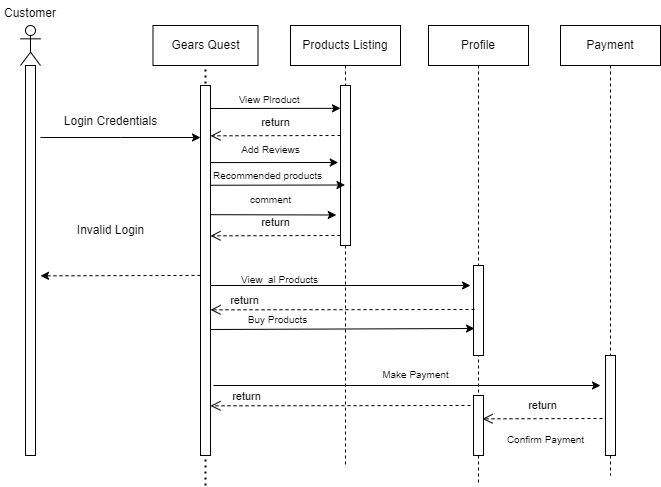 Customer
Gears Quest
Products Listing
Profile
Payment
View Plroduct
Login Credentials
return
Add Reviews
Recommended products
comment
return
Invalid Login
View al Products
return
Buy Products
Make Payment
return
return
Confirm Payment